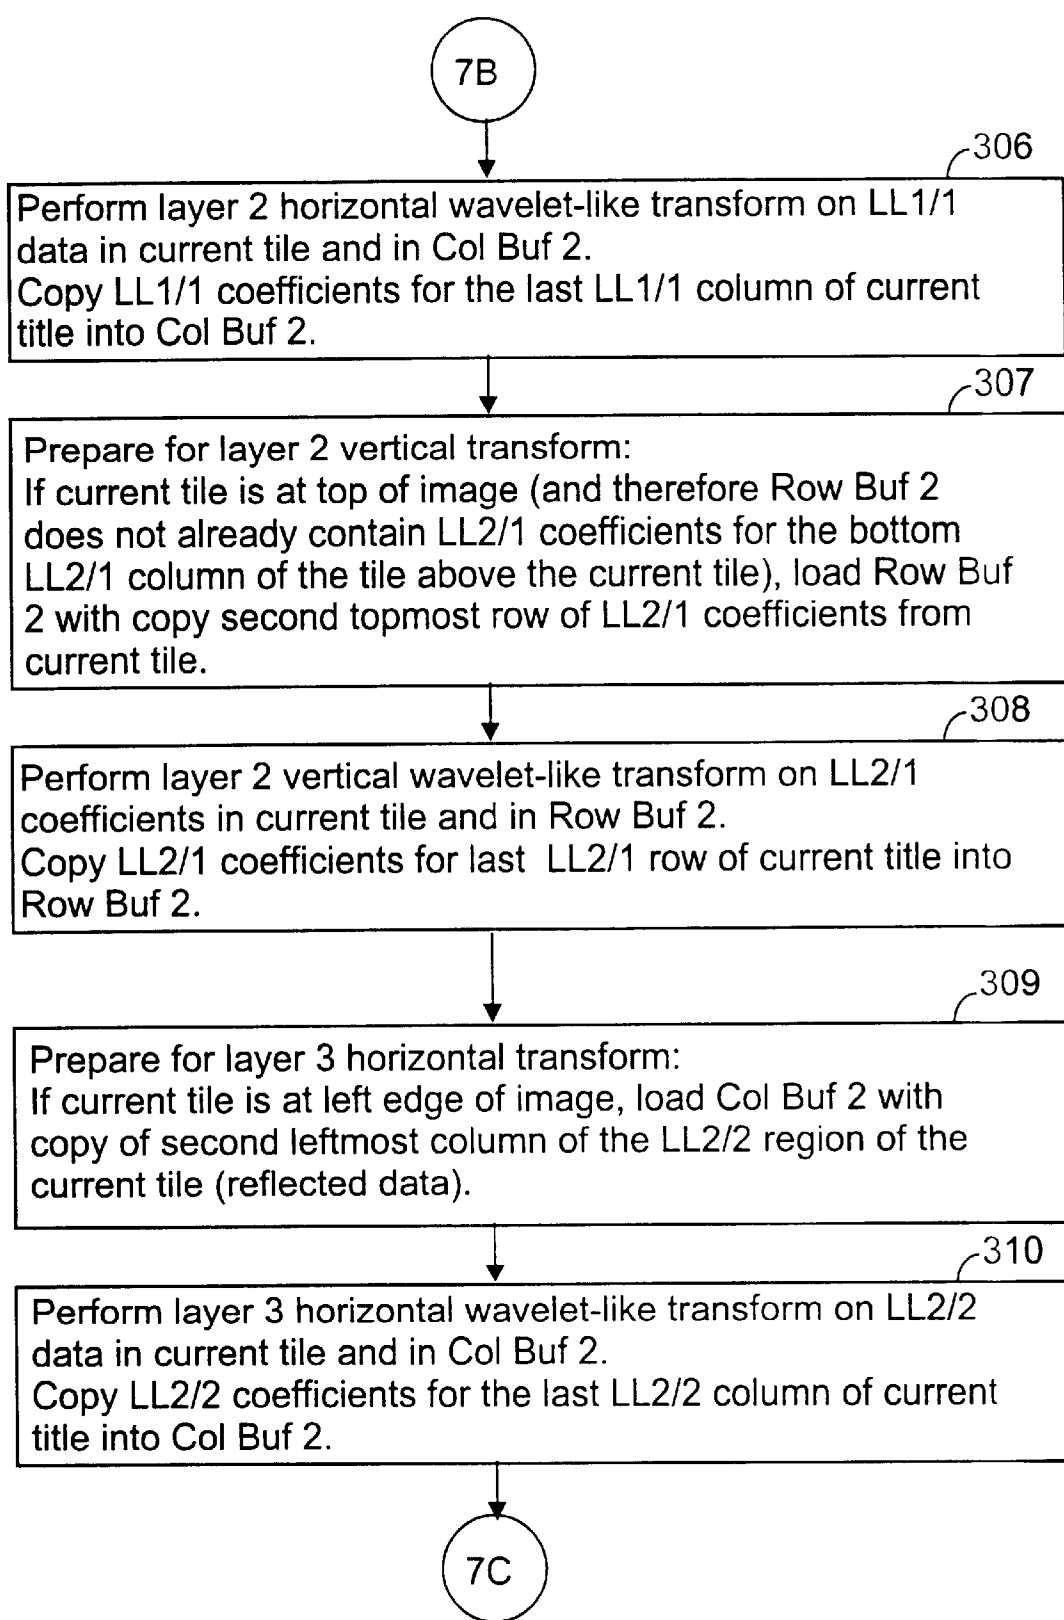 7B
306
Perform layer 2 horizontal wavelet-like transform on LL1/1
data in current tile and in Col Buf 2.
Copy LL1/1 coefficients for the last LL1/1 column of current
title into Col Buf 2.
307
Prepare for layer 2 vertical transform:
If current tile is at top of image (and therefore Row Buf 2
does not already contain LL2/1 coefficients for the bottom
LL2/1 column of the tile above the current tile), load Row Buf
2 with copy second topmost row of LL2/1 coefficients from
current tile.
308
Perform layer 2 vertical wavelet-like transform on LL2/1
coefficients in current tile and in Row Buf 2.
Copy LL2/1 coefficients for last LL2/1 row of current title into
Row Buf 2.
309
Prepare for layer 3 horizontal transform:
If current tile is at left edge of image, load Col Buf 2 with
copy of second leftmost column of the LL2/2 region of the
current tile (reflected data).
310
Perform layer 3 horizontal wavelet-like transform on LL2/2
data in current tile and in Col Buf 2.
Copy LL2/2 coefficients for the last LL2/2 column of current
title into Col Buf 2.
7C